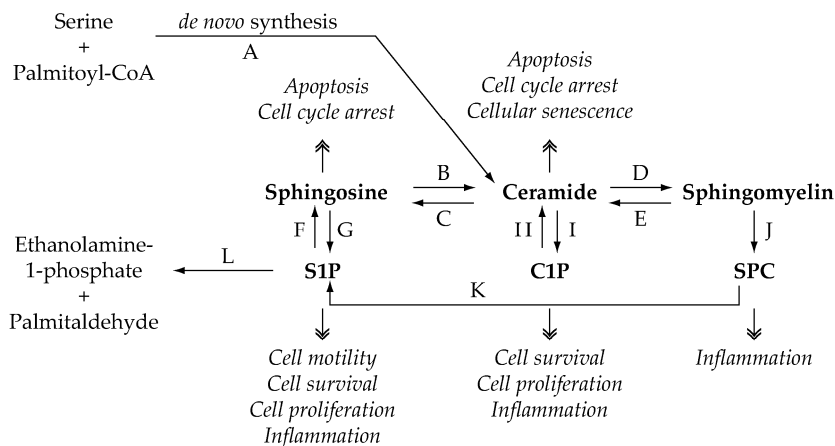 Serine
+
Palmitoyl-CoA
de novo synthesis
A
Apoptosis
Cell cycle arrest
Apoptosis
Cell cycle arrest
Cellular senescence
Sphingosine
B
C
Ceramide
D
E
Sphingomyelin
F
G
II
I
J
Ethanolamine-
1-phosphate
+
Palmitaldehyde
L
S1P
C1P
SPC
K
Cell motility
Cell survival
Cell proliferation
Inflammation
Cell survival
Cell proliferation
Inflammation
Inflammation